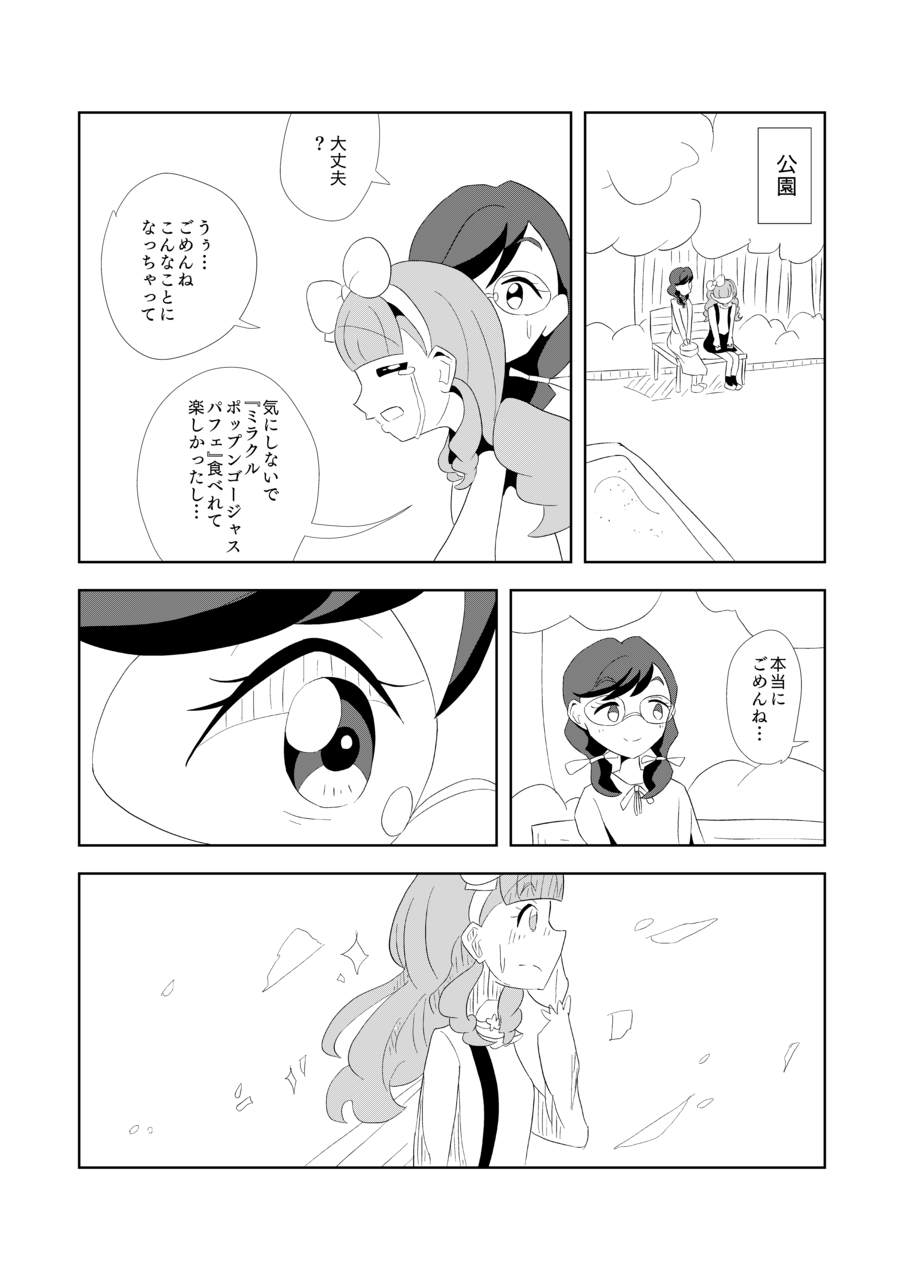 公園
大丈夫
?
うぅ…
ごめんね
こんなことに
なっちゃって
気にしないで
『ミラクル
ポップンゴージャス
パフェ』食べれて
楽しかったし…
本当に
ごめんね…